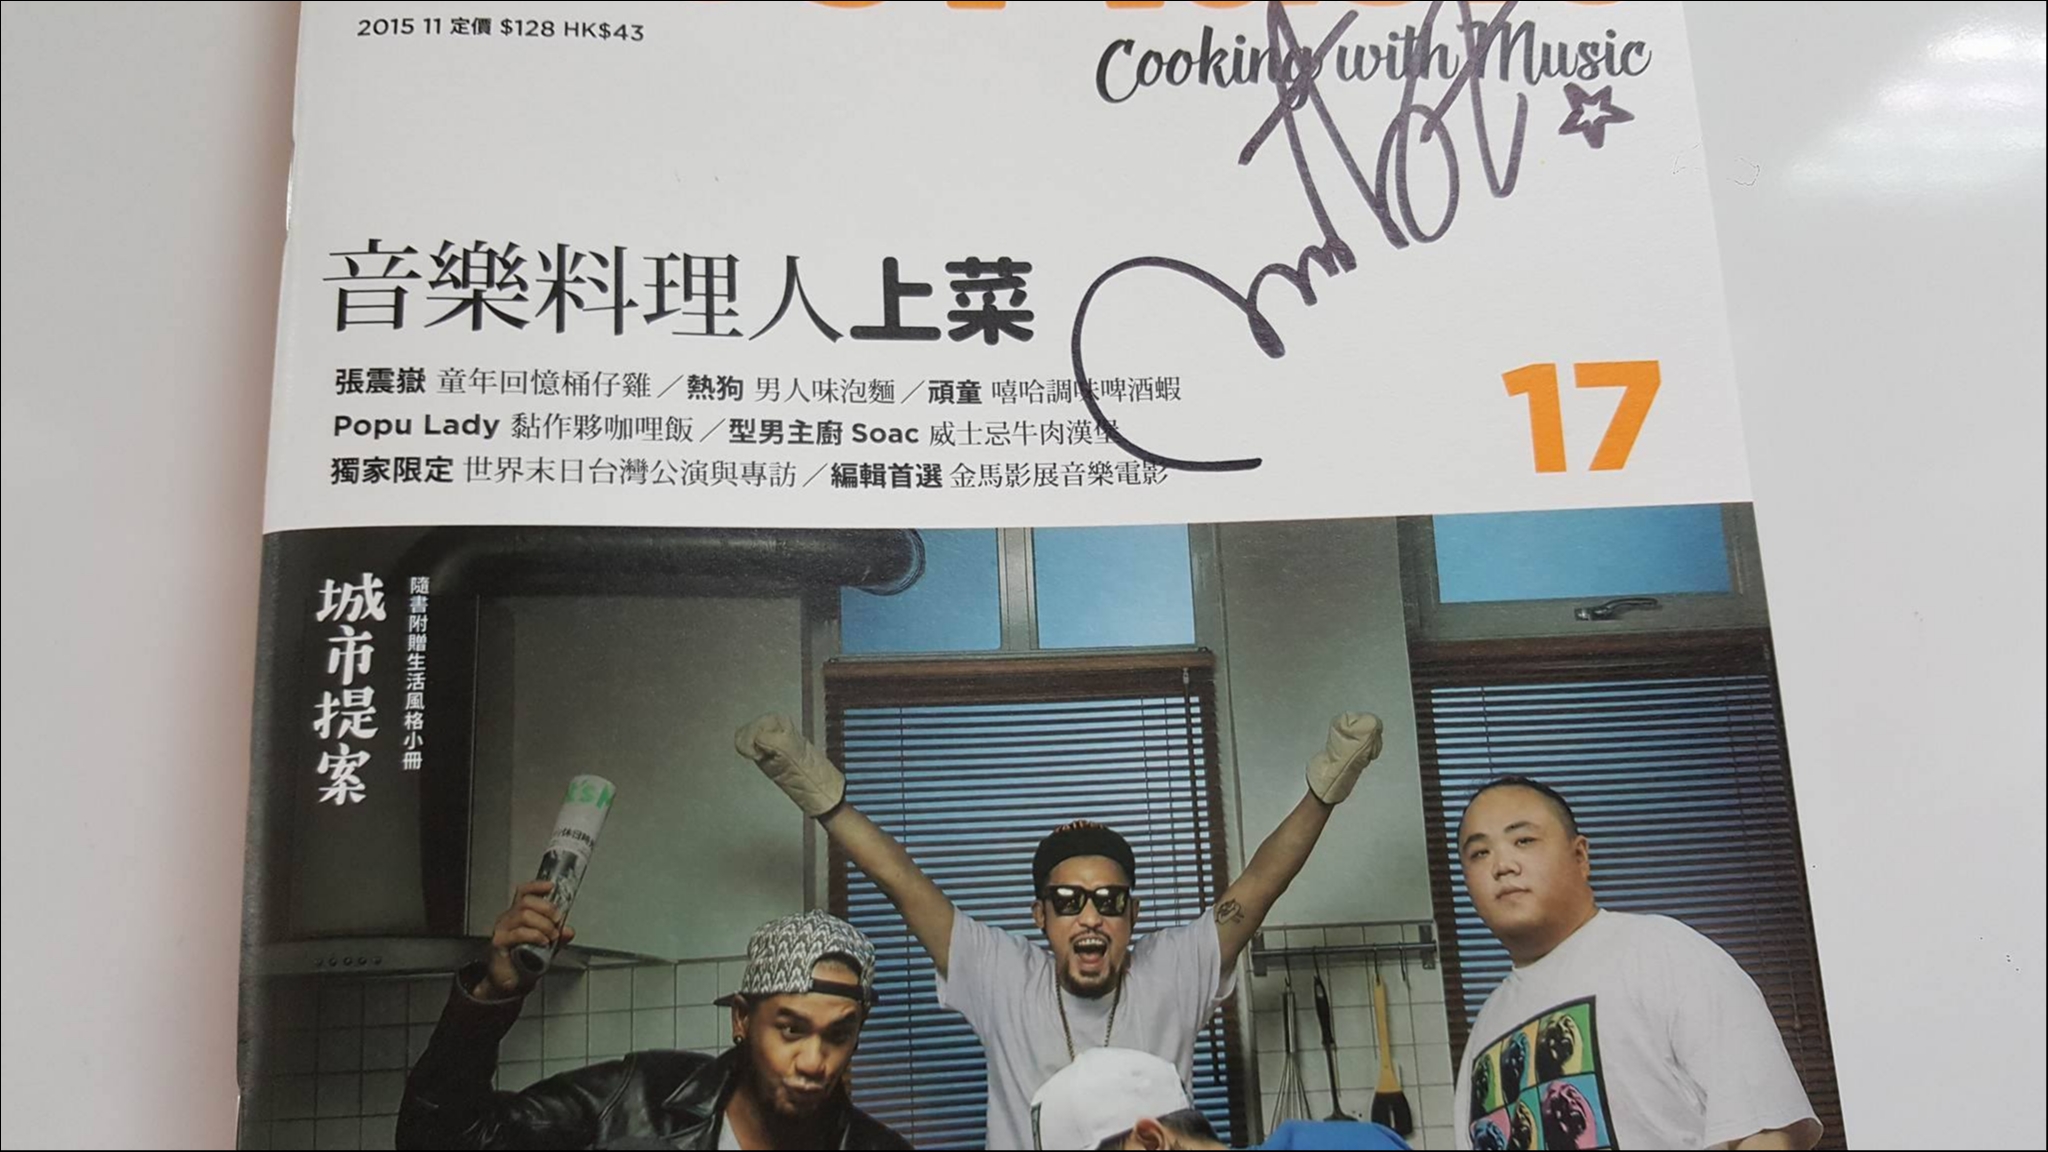 2015 11 定價 $128 HK$43
Cooking with Music
音樂料理人上菜
張震嶽 童年回憶桶仔雞／熱狗 男人味泡麵／頑童 嘻哈調味啤酒蝦
Popu Lady 黏作夥咖哩飯／型男主廚 Soac 威士忌牛肉漢堡
獨家限定 世界末日台灣公演與專訪／編輯首選 金馬影展音樂電影
17
城市提案
隨書附贈生活風格小冊